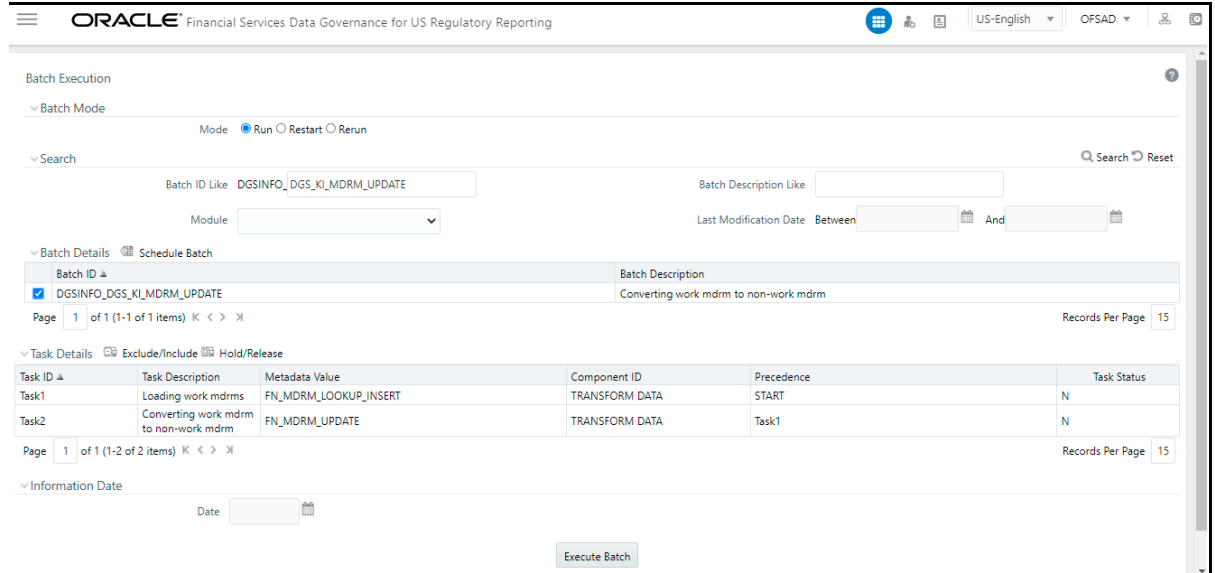 ORACLE® Financial Services Data Governance for US Regulatory Reporting US-English OFSAD
Batch Execution
Batch Mode
Mode Run Restart Rerun
Search Search Reset
Batch ID Like DGSINFO_ DGS_KI_MDRM_UPDATE Batch Description Like
Module Last Modification Date Between And
Batch Details Schedule Batch
Batch ID Batch Description
DGSINFO_DGS_KI_MDRM_UPDATE Converting work mdrm to non-work mdrm
Page 1 of 1 (1-1 of 1 items) Records Per Page 15
Task Details Exclude/Include Hold/Release
Task ID Task Description Metadata Value Component ID Precedence Task Status
Task1 Loading work mdrms FN_MDRM_LOOKUP_INSERT TRANSFORM DATA START N
Task2 Converting work mdrm FN_MDRM_UPDATE TRANSFORM DATA Task1 N
to non-work mdrm
Page 1 of 1 (1-2 of 2 items) Records Per Page 15
Information Date
Date
Execute Batch